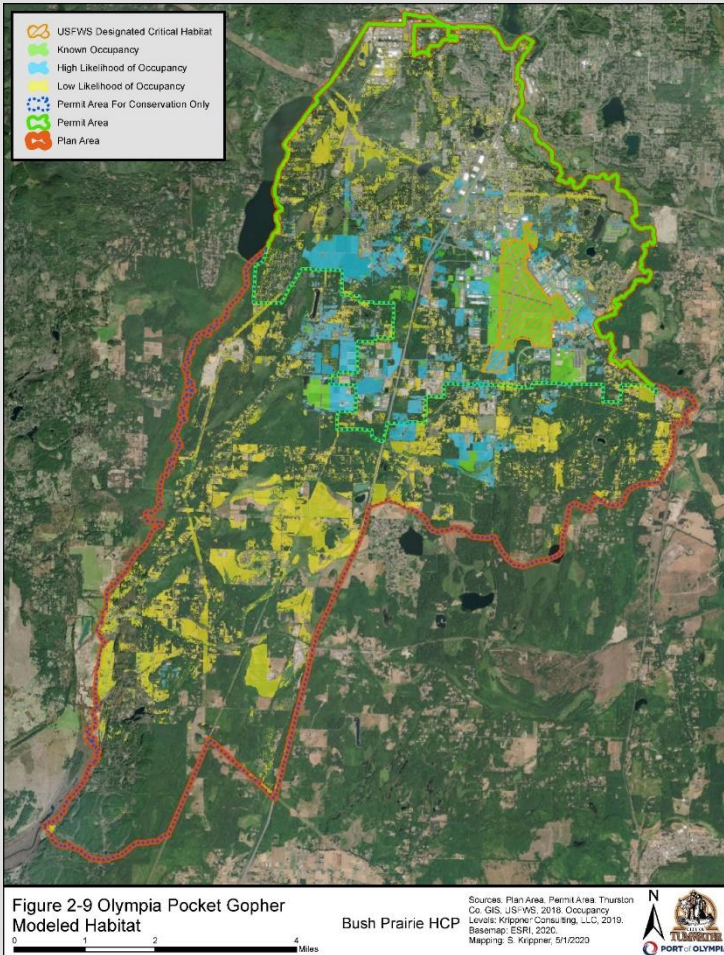 USFWS Designated Critical Habitat
Known Occupancy
High Likelihood of Occupancy
Low Likelihood of Occupancy
Permit Area For Conservation Only
Permit Area
Plan Area
Figure 2-9 Olympia Pocket Gopher
Modeled Habitat
0 1 2 4
Miles
Bush Prairie HCP
Sources: Plan Area, Permit Area: Thurston
Co. GIS, USFWS, 2018. Occupancy
Levels: Krippner Consulting, LLC, 2019.
Basemap: ESRI, 2020.
Mapping: S. Krippner, 5/1/2020
N
CITY OF
TUMWATER
PORT of OLYMPIA